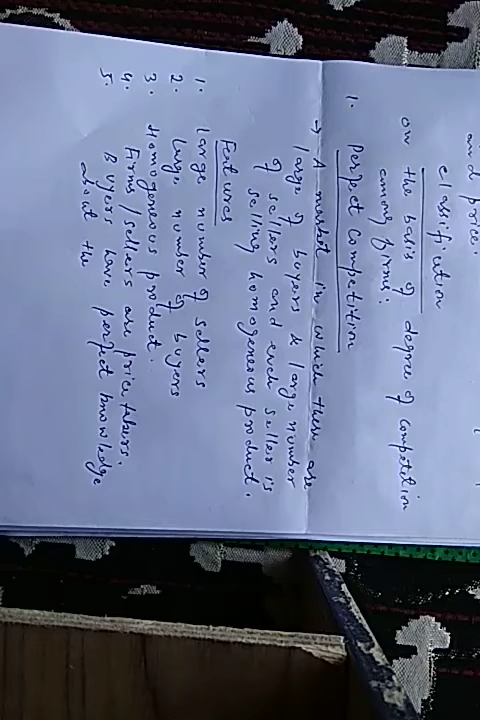 and price.
classifiction
on the basis of degree of competition
among firms:
1. Perfect Competition
→ A market in which there are
large of buyers & large number
of sellers and each seller is
selling homogeneous product.
Features
1. Large number of sellers
2. Large number of buyers
3. Homogeneous product.
4. Firms/sellers are price takers.
5. Buyers have perfect knowledge
about the